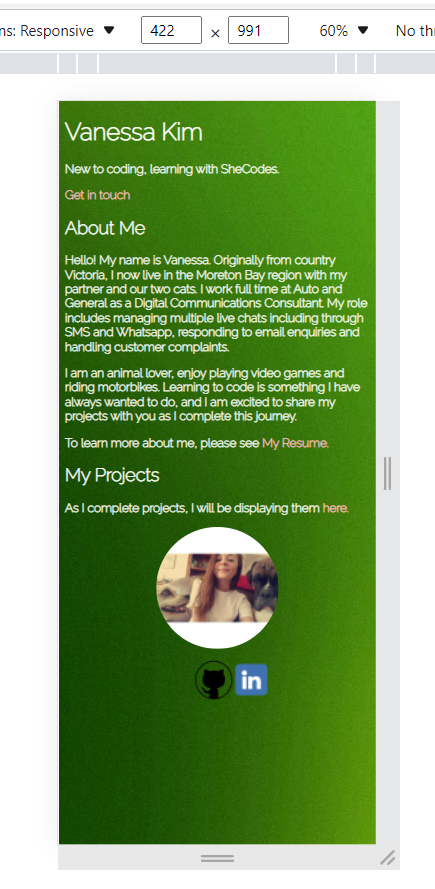 ns: Responsive ▼ 422 × 991 60% ▼ No thr
Vanessa Kim
New to coding, learning with SheCodes.
Get in touch
About Me
Hello! My name is Vanessa. Originally from country
Victoria, I now live in the Moreton Bay region with my
partner and our two cats. I work full time at Auto and
General as a Digital Communications Consultant. My role
includes managing multiple live chats including through
SMS and Whatsapp, responding to email enquiries and
handling customer complaints.
I am an animal lover, enjoy playing video games and
riding motorbikes. Learning to code is something I have
always wanted to do, and I am excited to share my
projects with you as I complete this journey.
To learn more about me, please see My Resume.
My Projects
As I complete projects, I will be displaying them here.
in